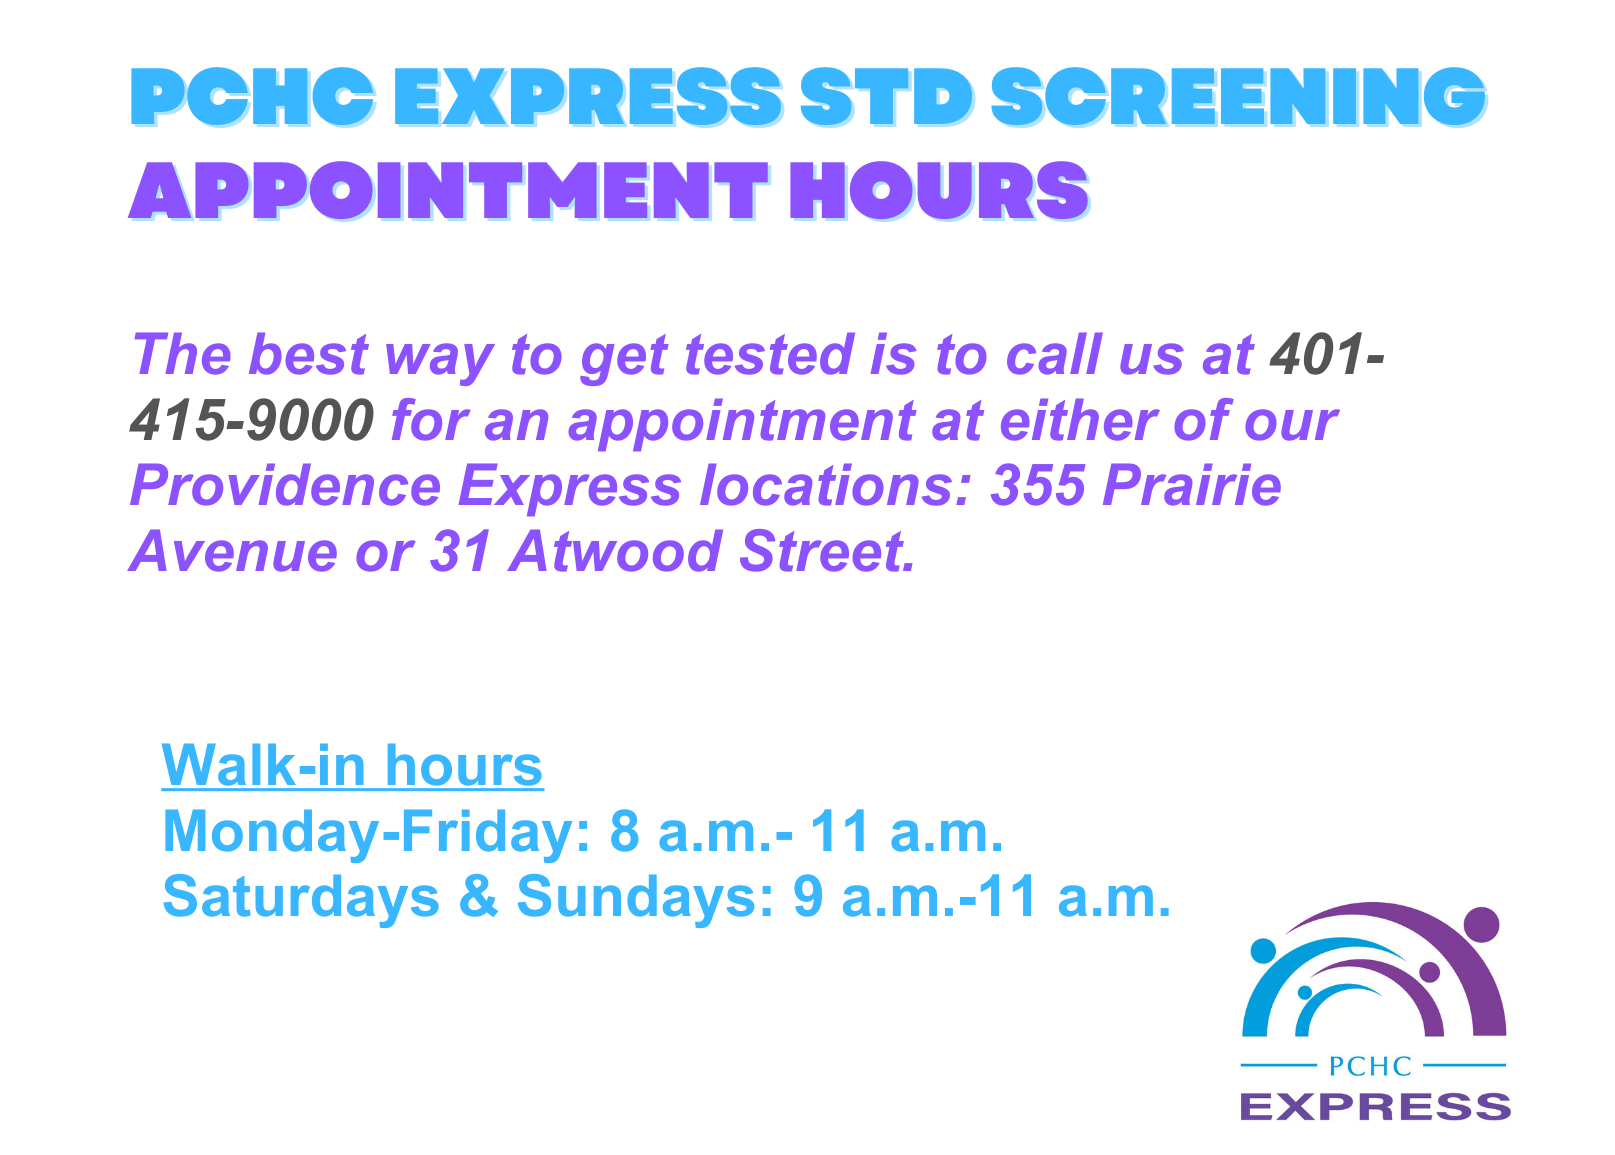 PCHC EXPRESS STD SCREENING
APPOINTMENT HOURS
The best way to get tested is to call us at 401-
415-9000 for an appointment at either of our
Providence Express locations: 355 Prairie
Avenue or 31 Atwood Street.
Walk-in hours
Monday-Friday: 8 a.m.- 11 a.m.
Saturdays & Sundays: 9 a.m.-11 a.m.
PCHC
EXPRESS